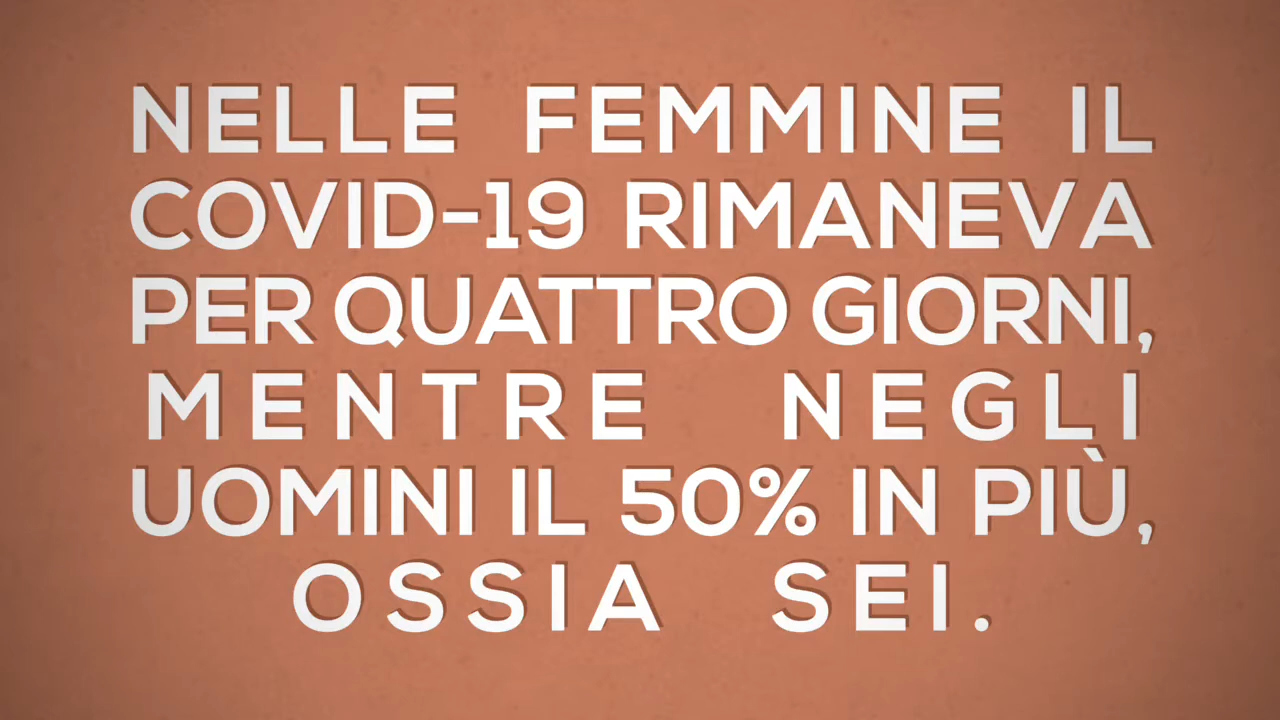 NELLE FEMMINE IL
COVID-19 RIMANEVA
PER QUATTRO GIORNI,
MENTRE NEGLI
UOMINI IL 50% IN PIÙ,
OSSIA SEI.